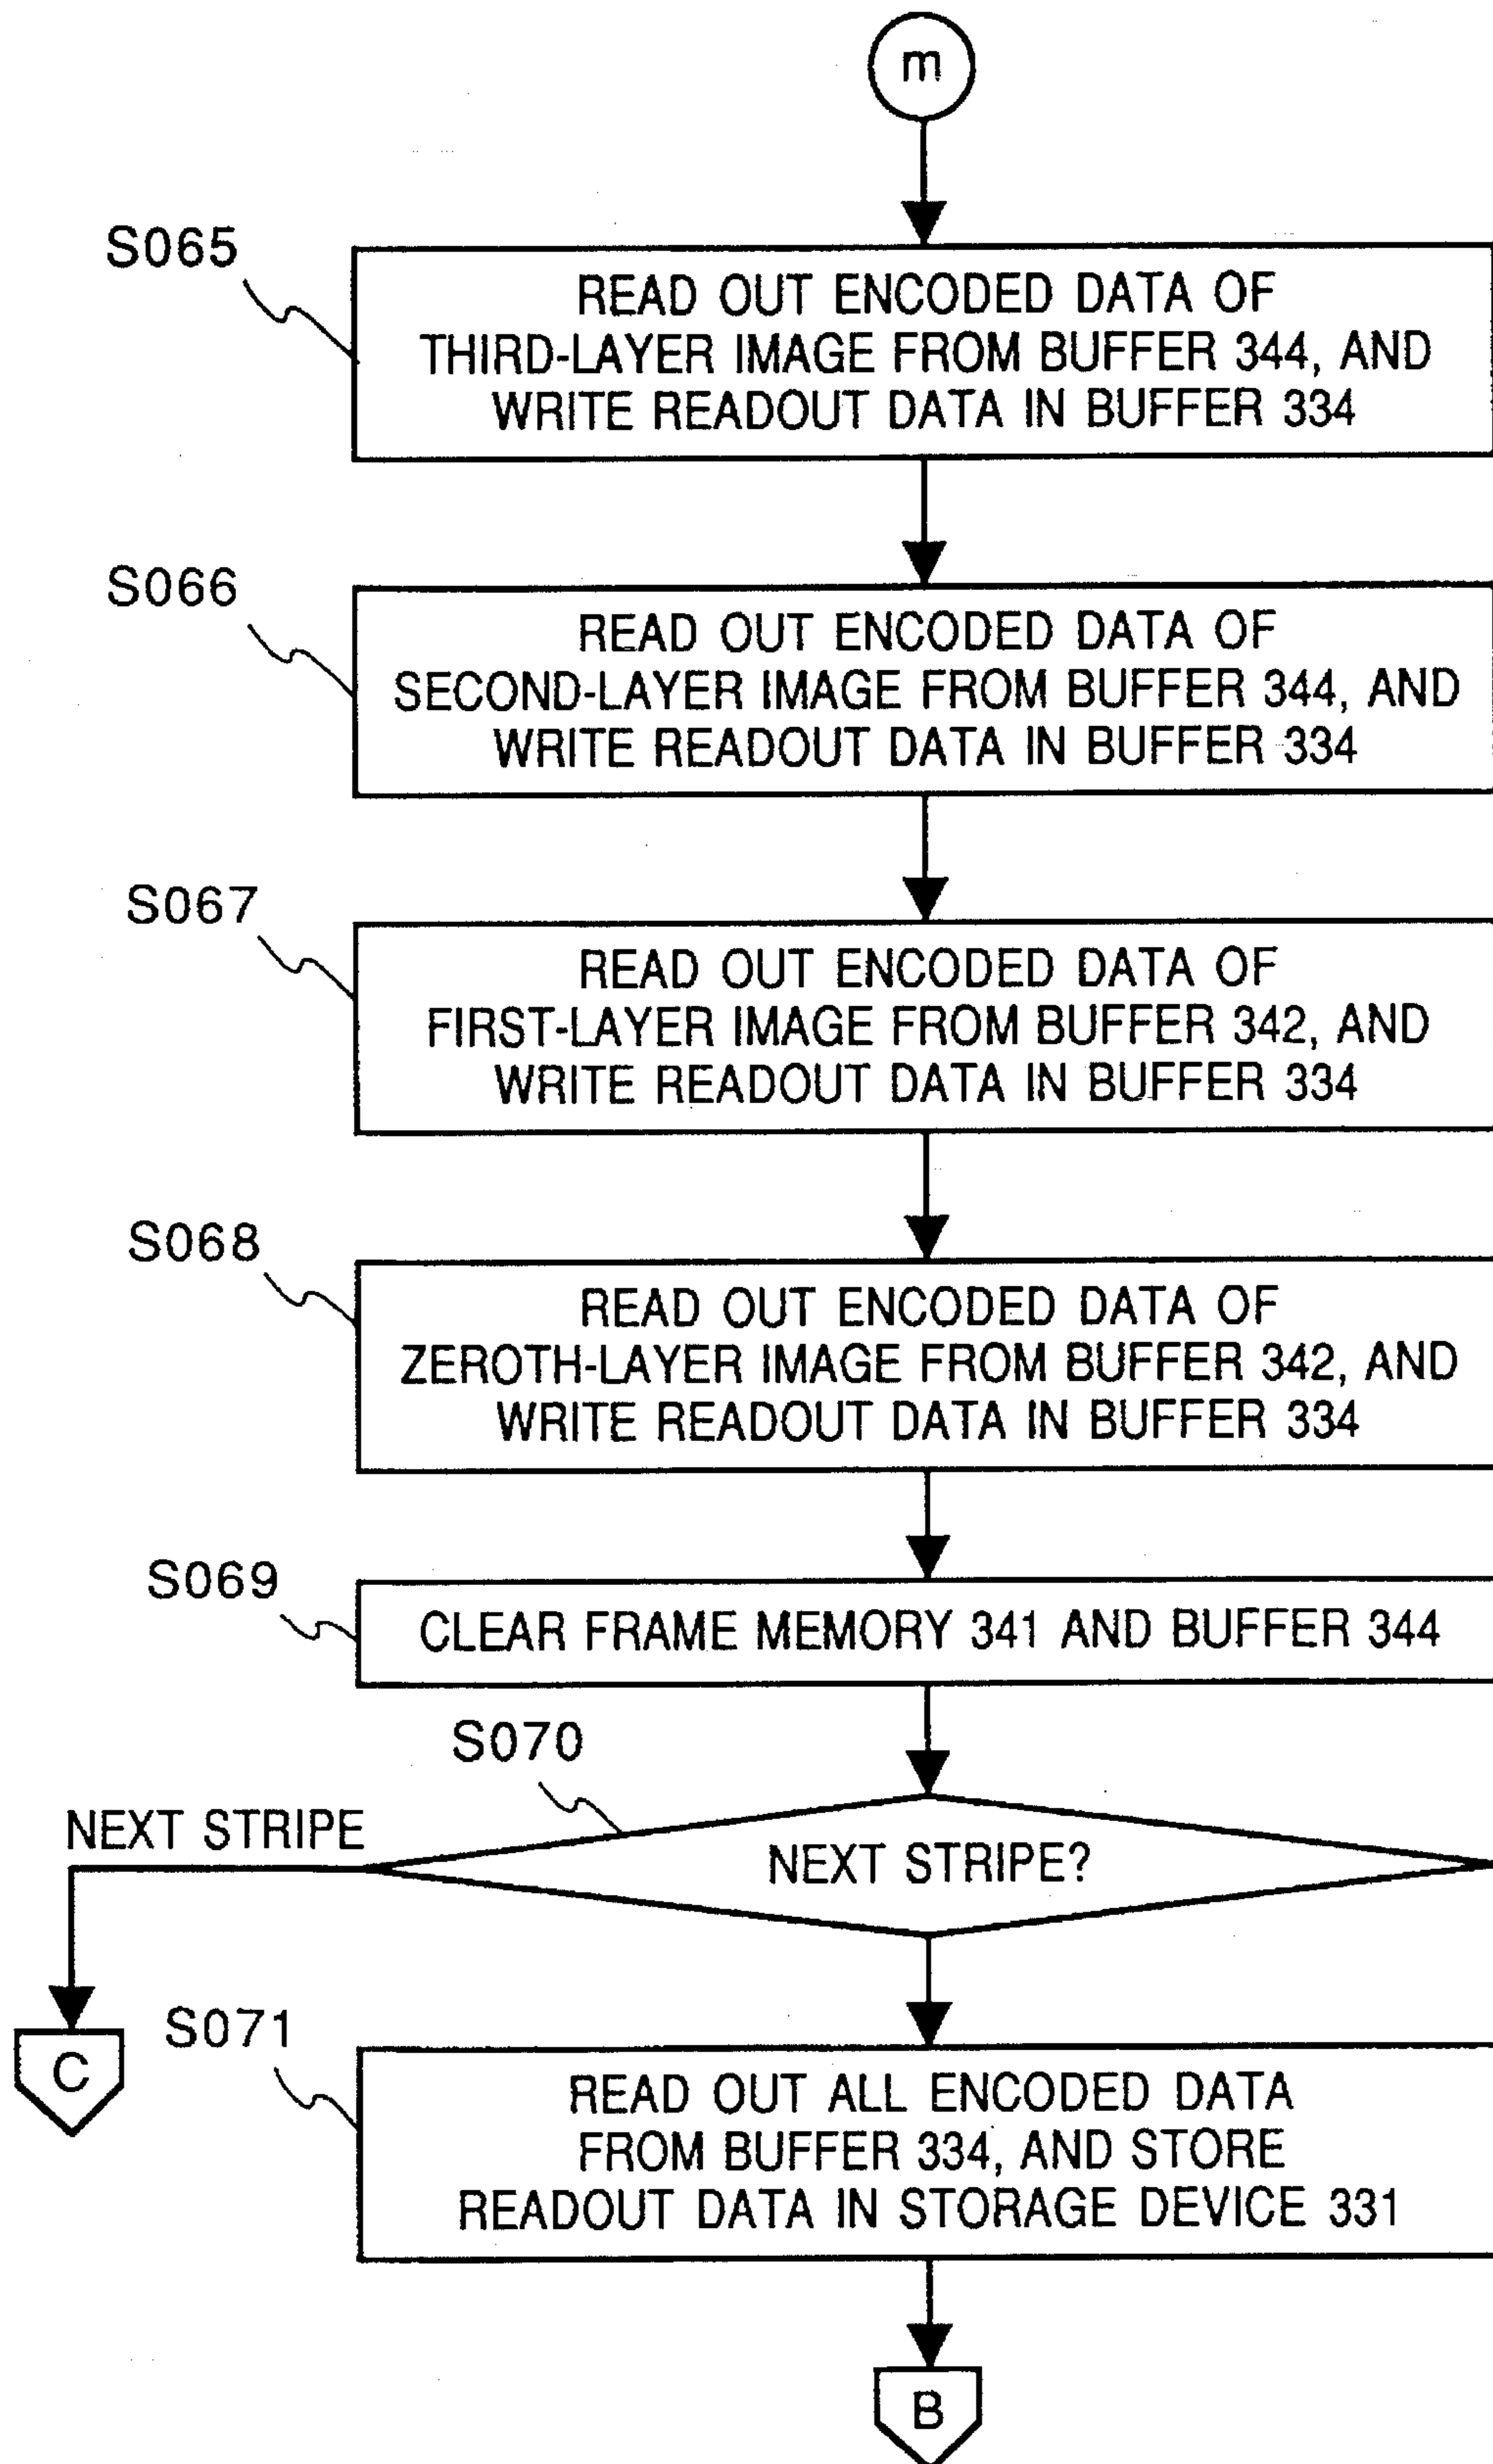 m
S065
READ OUT ENCODED DATA OF
THIRD-LAYER IMAGE FROM BUFFER 344, AND
WRITE READOUT DATA IN BUFFER 334
S066
READ OUT ENCODED DATA OF
SECOND-LAYER IMAGE FROM BUFFER 344, AND
WRITE READOUT DATA IN BUFFER 334
S067
READ OUT ENCODED DATA OF
FIRST-LAYER IMAGE FROM BUFFER 342, AND
WRITE READOUT DATA IN BUFFER 334
S068
READ OUT ENCODED DATA OF
ZEROTH-LAYER IMAGE FROM BUFFER 342, AND
WRITE READOUT DATA IN BUFFER 334
S069
CLEAR FRAME MEMORY 341 AND BUFFER 344
S070
NEXT STRIPE
NEXT STRIPE?
C
S071
READ OUT ALL ENCODED DATA
FROM BUFFER 334, AND STORE
READOUT DATA IN STORAGE DEVICE 331
B